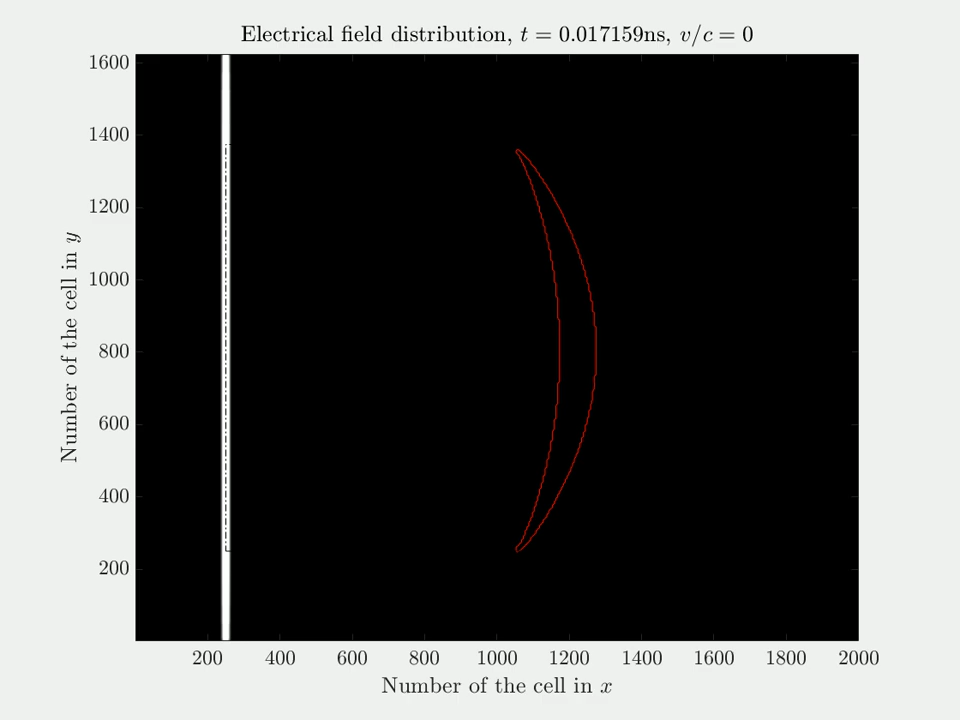 Electrical field distribution, t = 0.017159ns, v/c = 0
1600
1400
1200
1000
800
600
400
200
Number of the cell in y
200 400 600 800 1000 1200 1400 1600 1800 2000
Number of the cell in x